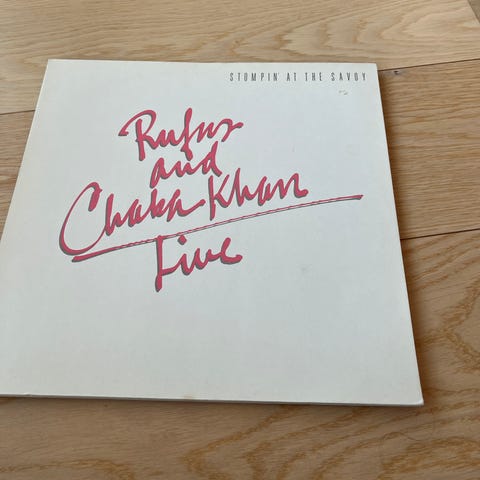 STOMPIN' AT THE SAVOY
Rufus
and
Chaka Khan
Live